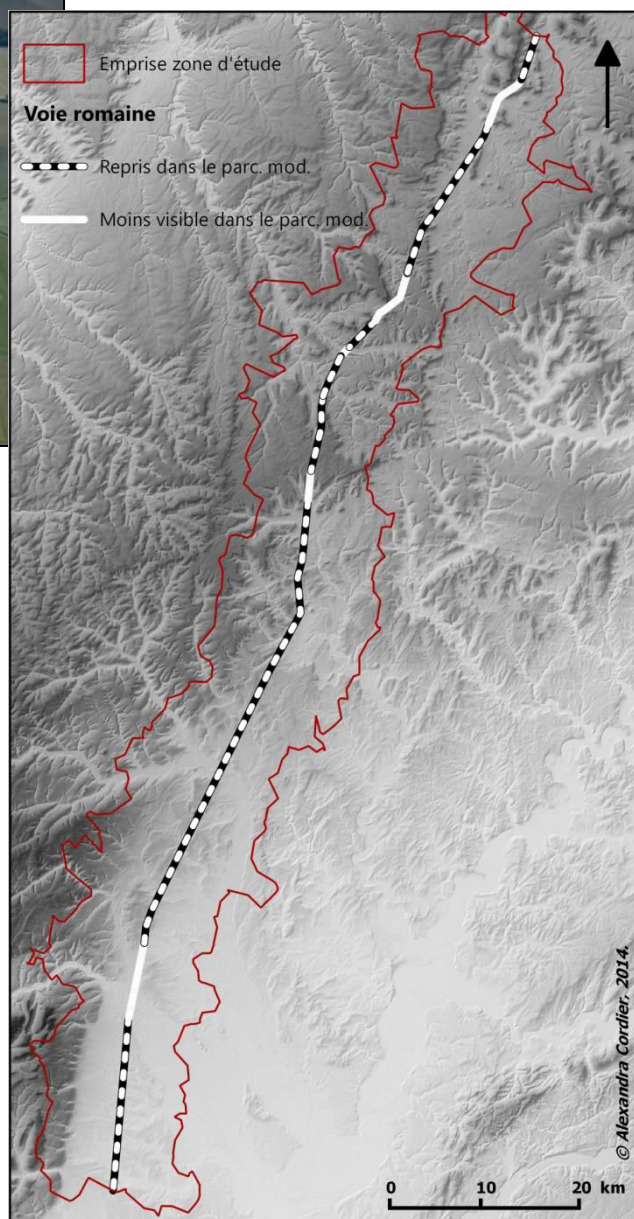 Emprise zone d'étude
Voie romaine
Repris dans le parc. mod.
Moins visible dans le parc. mod.
© Alexandra Cordier, 2014.
0 10 20 km